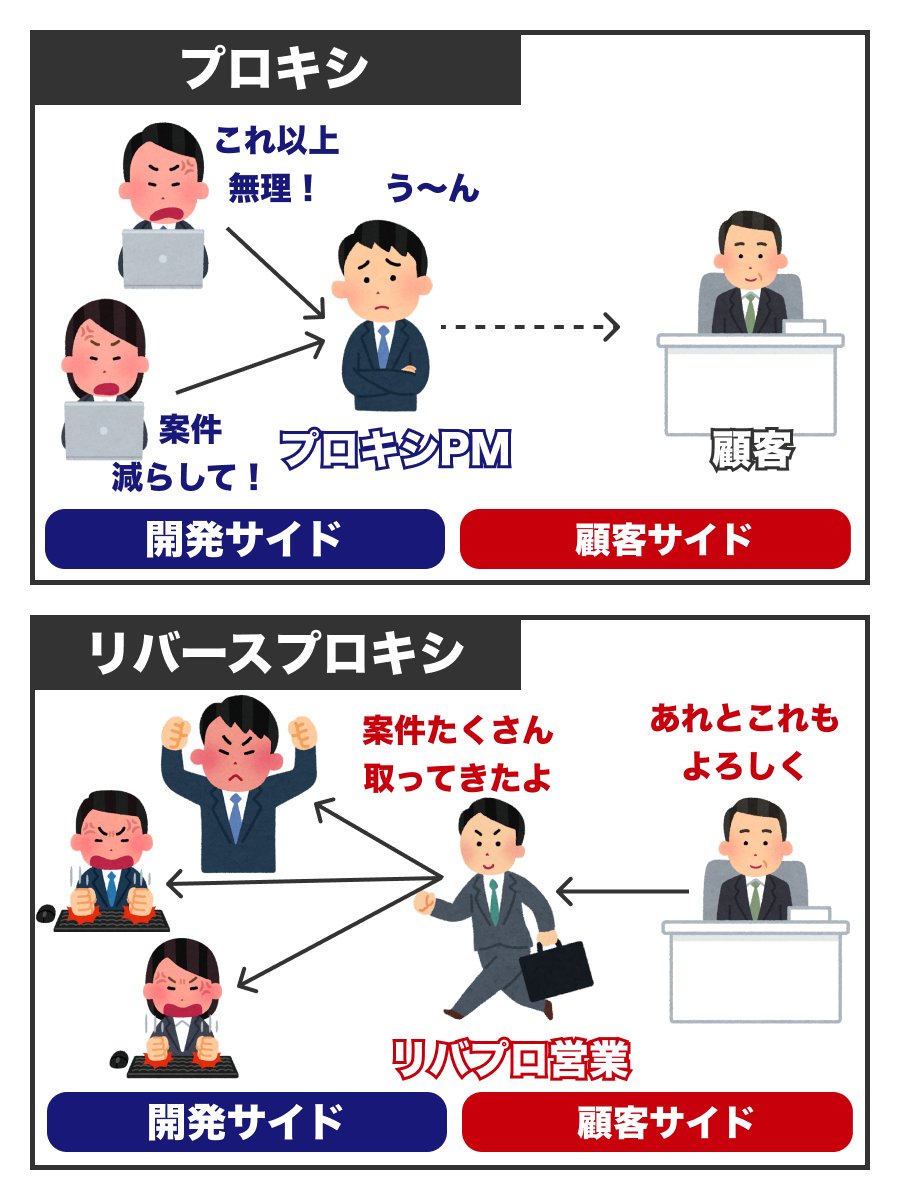 プロキシ
これ以上
無理！
う〜ん
案件
減らして！
プロキシPM
顧客
開発サイド
顧客サイド
リバースプロキシ
案件たくさん
取ってきたよ
あれとこれも
よろしく
リバプロ営業
開発サイド
顧客サイド